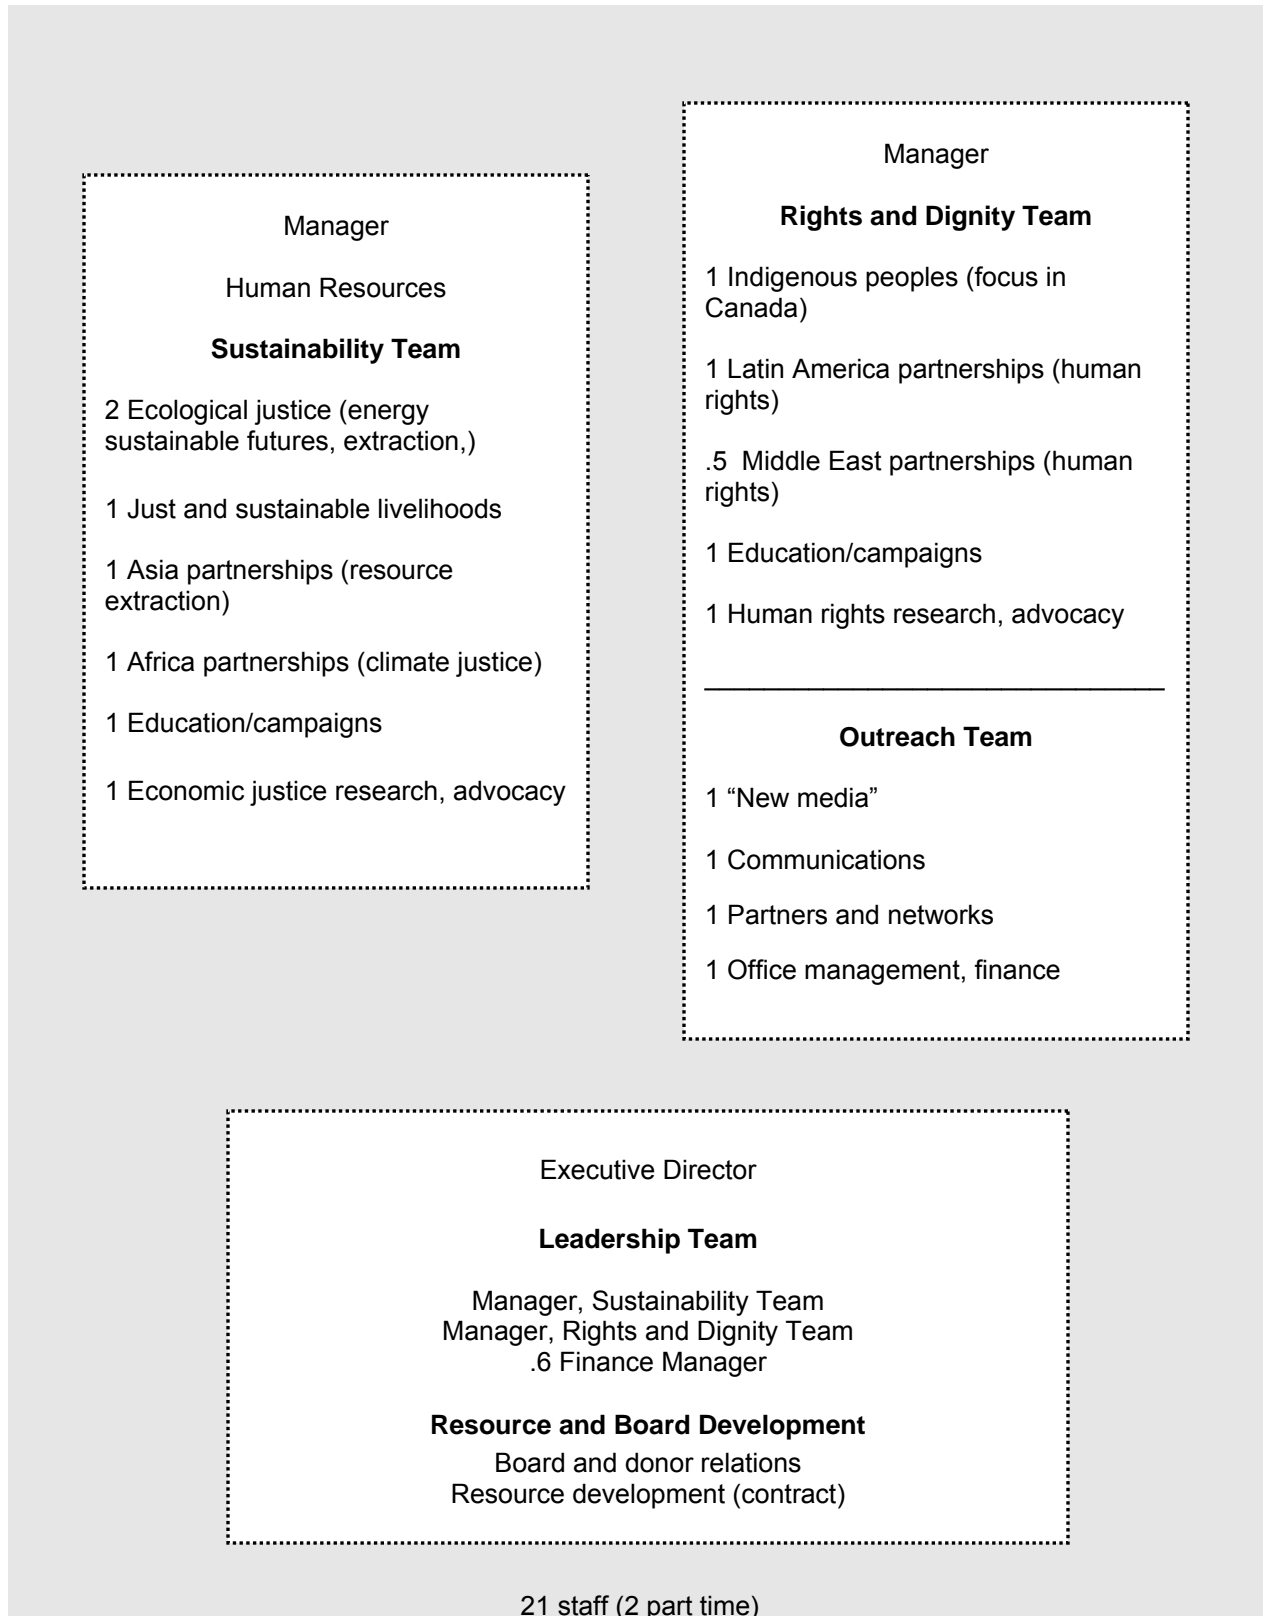 Manager
Human Resources
Sustainability Team
2 Ecological justice (energy
sustainable futures, extraction,)
1 Just and sustainable livelihoods
1 Asia partnerships (resource
extraction)
1 Africa partnerships (climate justice)
1 Education/campaigns
1 Economic justice research, advocacy
Manager
Rights and Dignity Team
1 Indigenous peoples (focus in
Canada)
1 Latin America partnerships (human
rights)
.5  Middle East partnerships (human
rights)
1 Education/campaigns
1 Human rights research, advocacy
Outreach Team
1 “New media”
1 Communications
1 Partners and networks
1 Office management, finance
Executive Director
Leadership Team
Manager, Sustainability Team
Manager, Rights and Dignity Team
.6 Finance Manager
Resource and Board Development
Board and donor relations
Resource development (contract)
21 staff (2 part time)